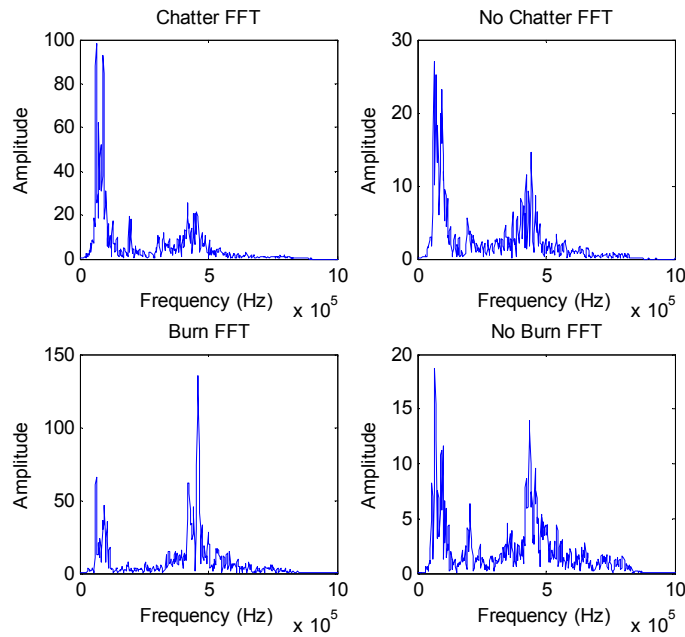 Chatter FFT
100
80
60
40
20
0
Amplitude
0 5 10
Frequency (Hz)
x 10^5
No Chatter FFT
30
20
10
0
Amplitude
0 5 10
Frequency (Hz)
x 10^5
Burn FFT
150
100
50
0
Amplitude
0 5 10
Frequency (Hz)
x 10^5
No Burn FFT
20
15
10
5
0
Amplitude
0 5 10
Frequency (Hz)
x 10^5